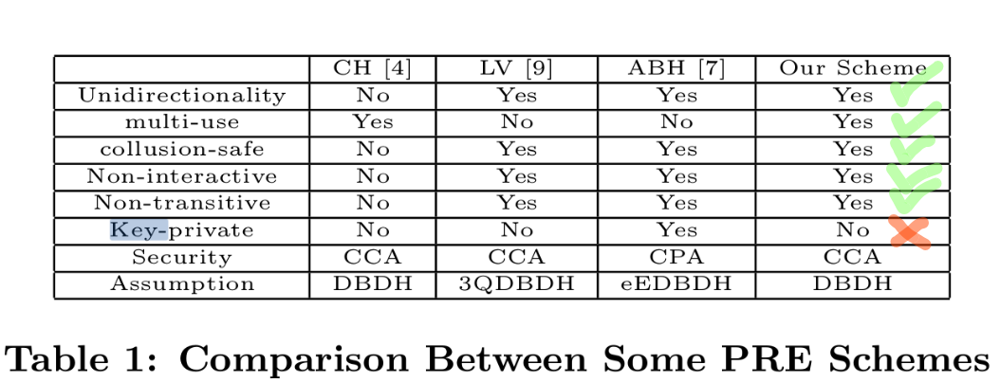 CH [4] LV [9] ABH [7] Our Scheme
Unidirectionality No Yes Yes Yes
multi-use Yes No No Yes
collusion-safe No Yes Yes Yes
Non-interactive No Yes Yes Yes
Non-transitive No Yes Yes Yes
Key-private No No Yes No
Security CCA CCA CPA CCA
Assumption DBDH 3QDBDH eEDBDH DBDH
Table 1: Comparison Between Some PRE Schemes